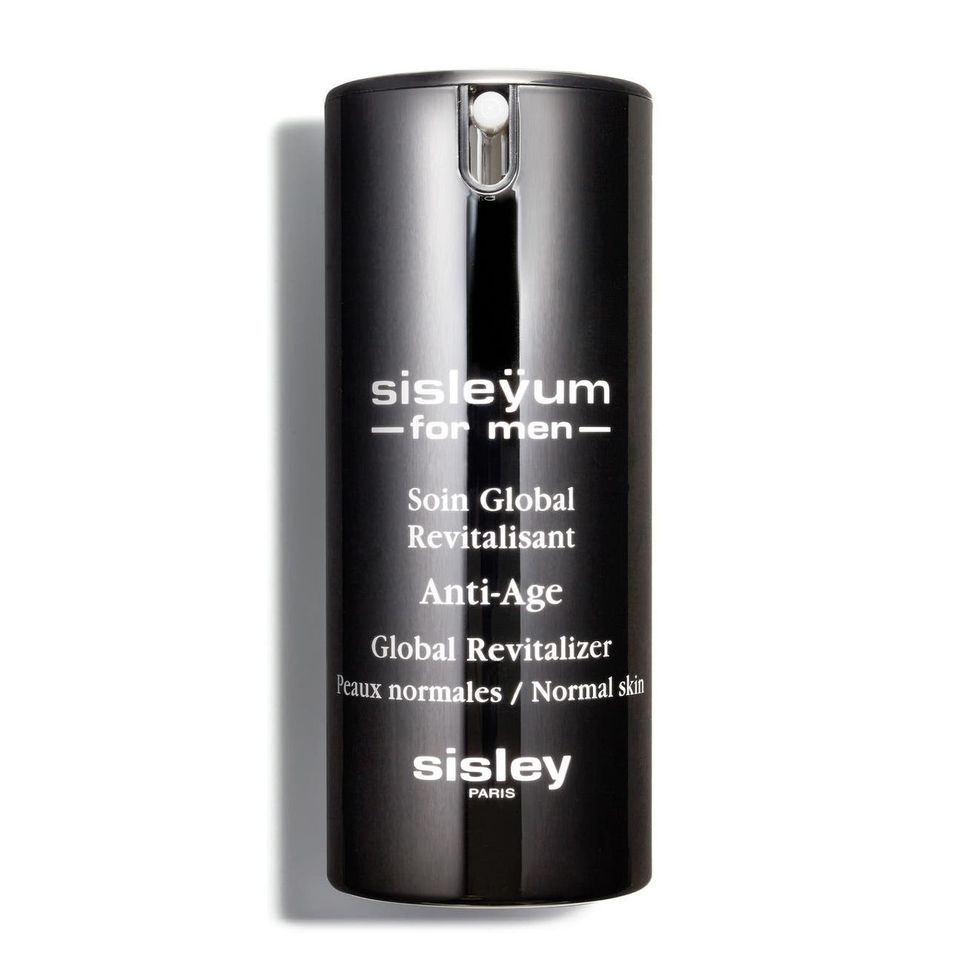 sisleÿum
for men
Soin Global
Revitalisant
Anti-Age
Global Revitalizer
Peaux normales / Normal skin
sisley
PARIS